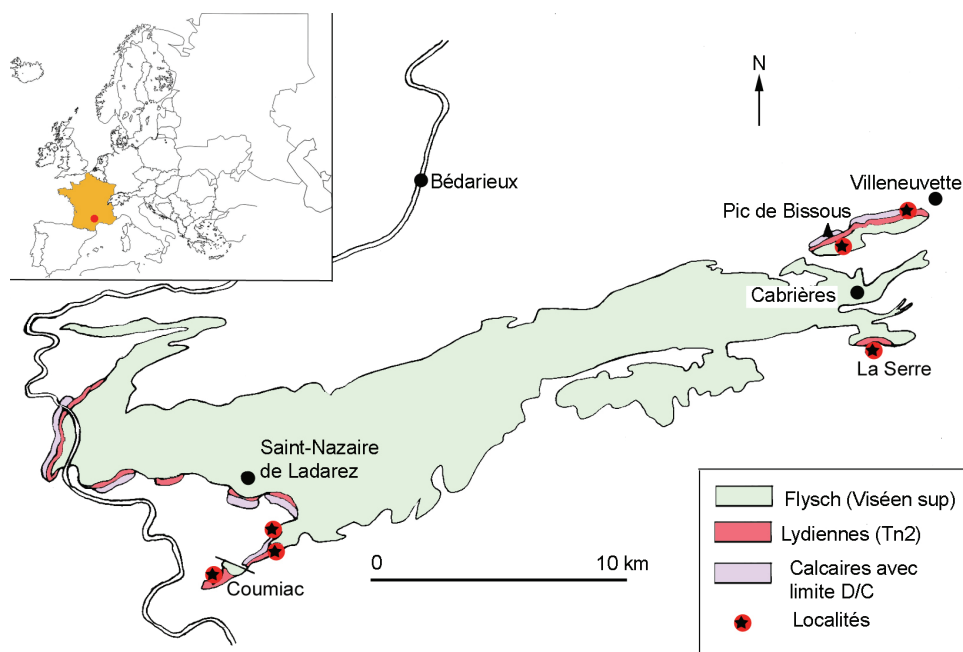 N
Bédarieux
Villeneuvette
Pic de Bissous
Cabrières
La Serre
Saint-Nazaire
de Ladarez
Coumiac
0
10 km
Flysch (Viséen sup)
Lydiennes (Tn2)
Calcaires avec
limite D/C
Localités